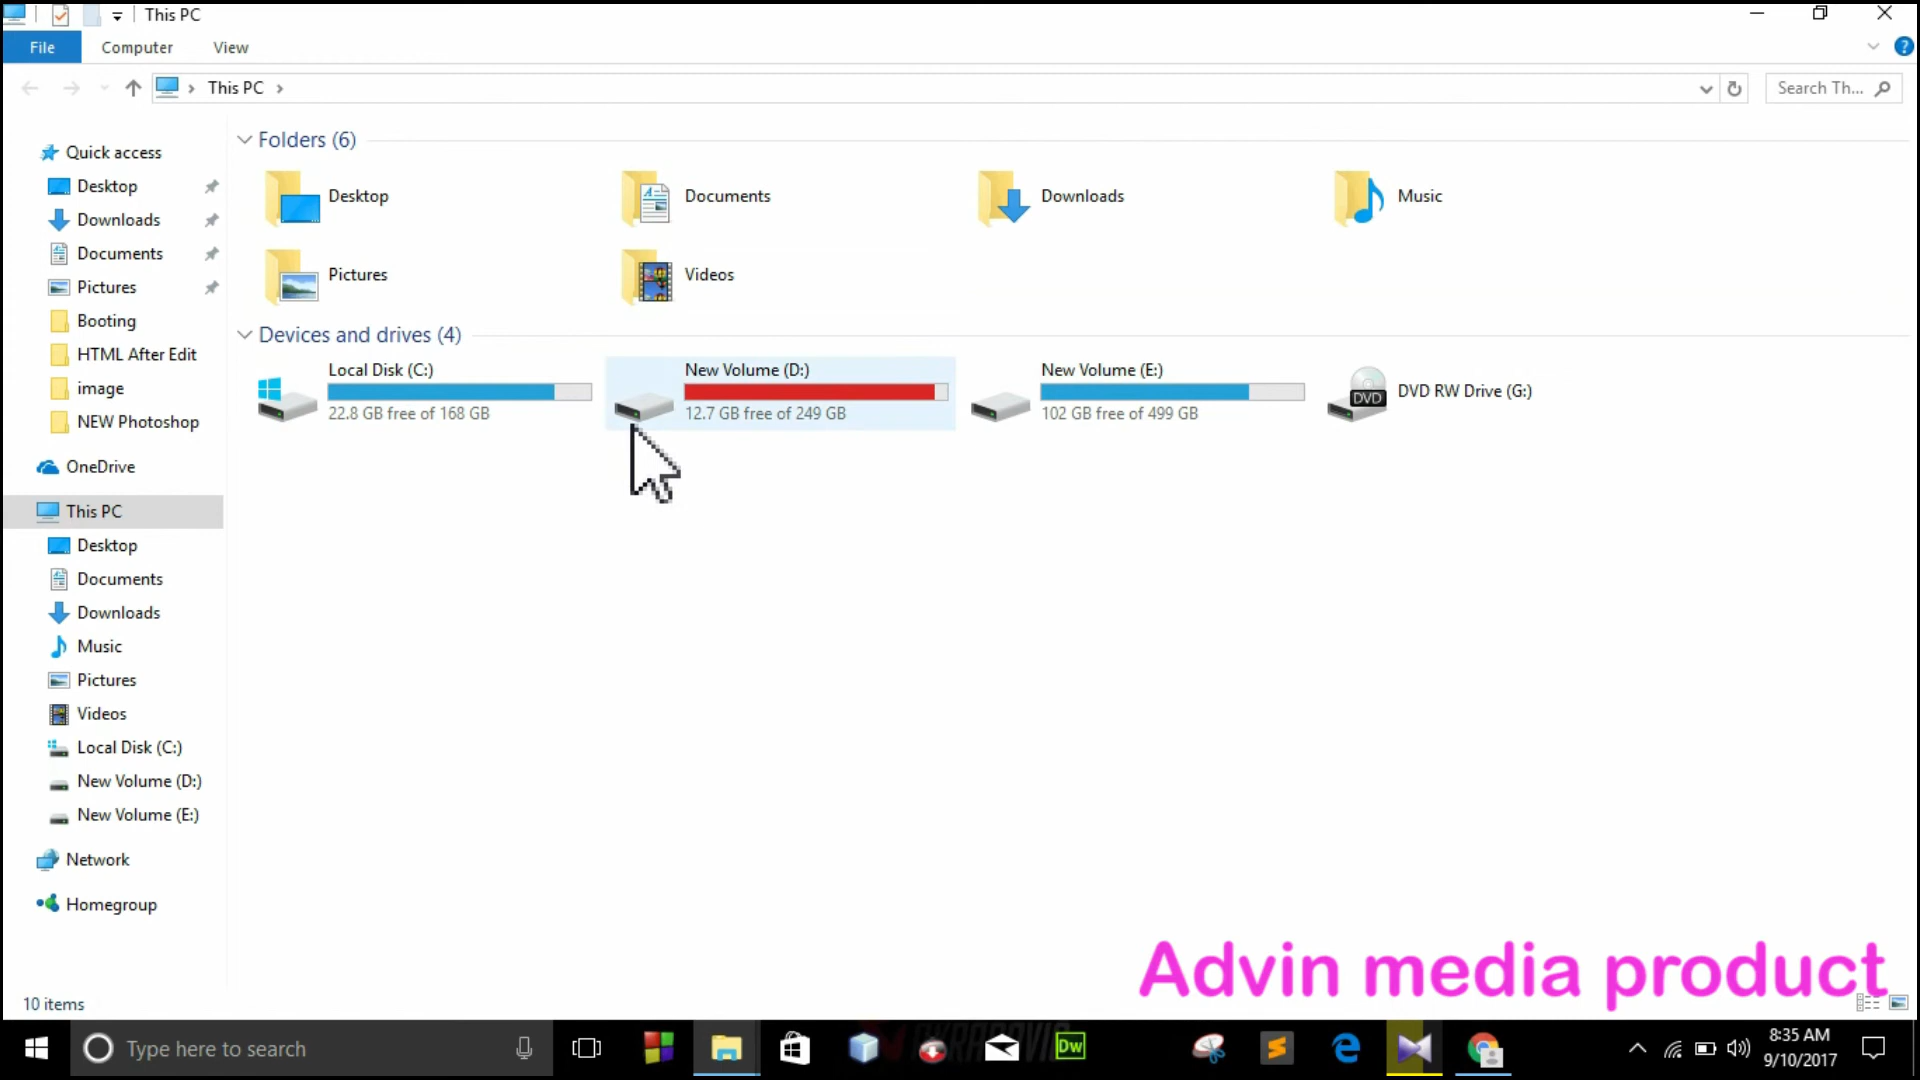 This PC
File Computer View
This PC
Search Th...
Quick access
Desktop
Downloads
Documents
Pictures
Booting
HTML After Edit
image
NEW Photoshop
OneDrive
This PC
Desktop
Documents
Downloads
Music
Pictures
Videos
Local Disk (C:)
New Volume (D:)
New Volume (E:)
Network
Homegroup
Folders (6)
Desktop Documents Downloads Music
Pictures Videos
Devices and drives (4)
Local Disk (C:)
22.8 GB free of 168 GB
New Volume (D:)
12.7 GB free of 249 GB
New Volume (E:)
102 GB free of 499 GB
DVD
DVD RW Drive (G:)
Advin media product
10 items
Type here to search
Dw
8:35 AM
9/10/2017